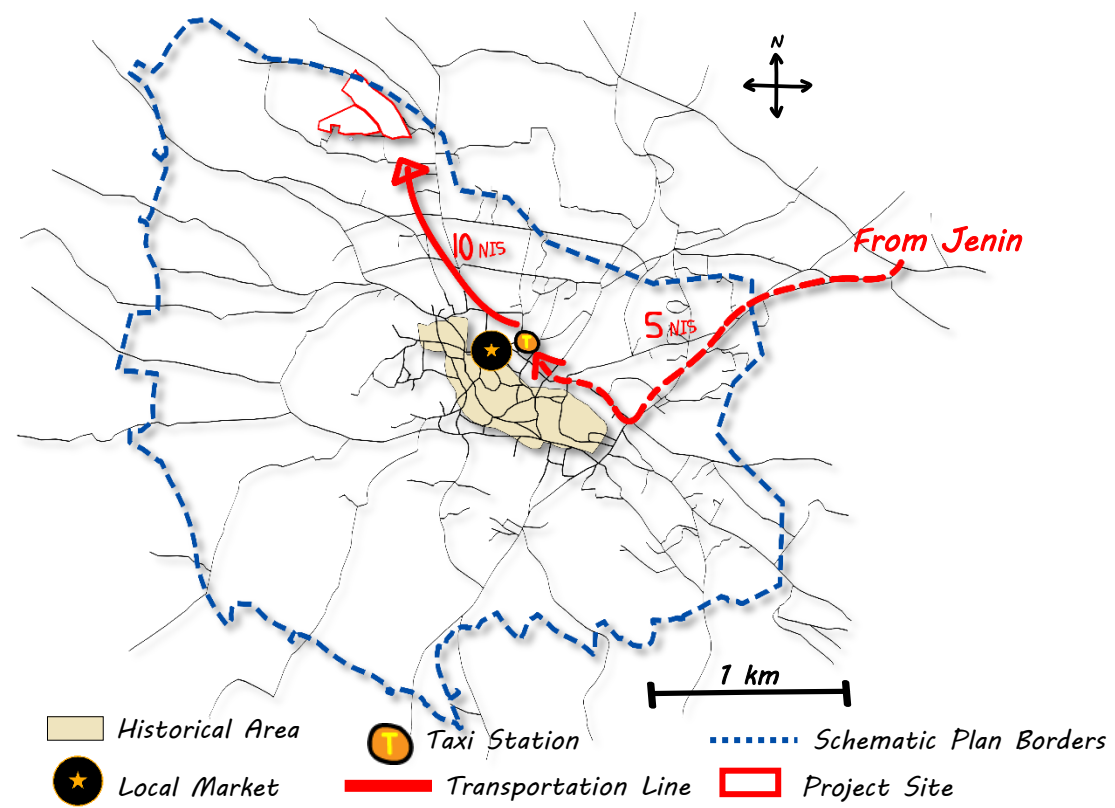 N
From Jenin
10 NIS
5 NIS
T
1 km
Historical Area
T Taxi Station
Schematic Plan Borders
Local Market
Transportation Line
Project Site